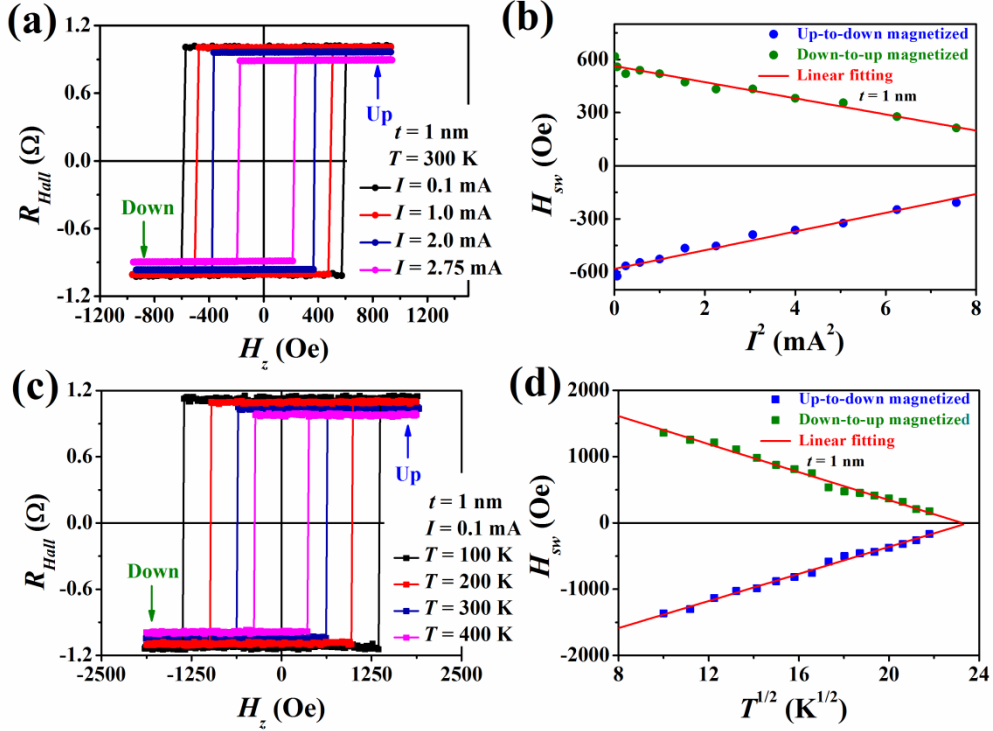 (a)
1.2
0.6
0.0
-0.6
-1.2
R_Hall (Ω)
Up
Down
t = 1 nm
T = 300 K
I = 0.1 mA
I = 1.0 mA
I = 2.0 mA
I = 2.75 mA
-1200 -800 -400 0 400 800 1200
H_z (Oe)
(b)
Up-to-down magnetized
Down-to-up magnetized
Linear fitting
t = 1 nm
600
300
0
-300
-600
H_sw (Oe)
0 2 4 6 8
I² (mA²)
(c)
1.2
0.6
0.0
-0.6
-1.2
R_Hall (Ω)
Up
Down
t = 1 nm
I = 0.1 mA
T = 100 K
T = 200 K
T = 300 K
T = 400 K
-2500 -1250 0 1250 2500
H_z (Oe)
(d)
Up-to-down magnetized
Down-to-up magnetized
Linear fitting
t = 1 nm
2000
1000
0
-1000
-2000
H_sw (Oe)
8 12 16 20 24
T^1/2 (K^1/2)